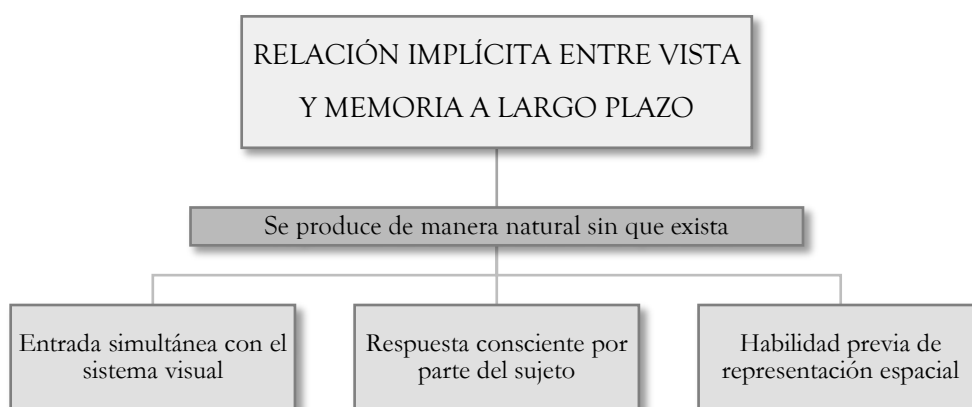 RELACIÓN IMPLÍCITA ENTRE VISTA
Y MEMORIA A LARGO PLAZO
Se produce de manera natural sin que exista
Entrada simultánea con el
sistema visual
Respuesta consciente por
parte del sujeto
Habilidad previa de
representación espacial